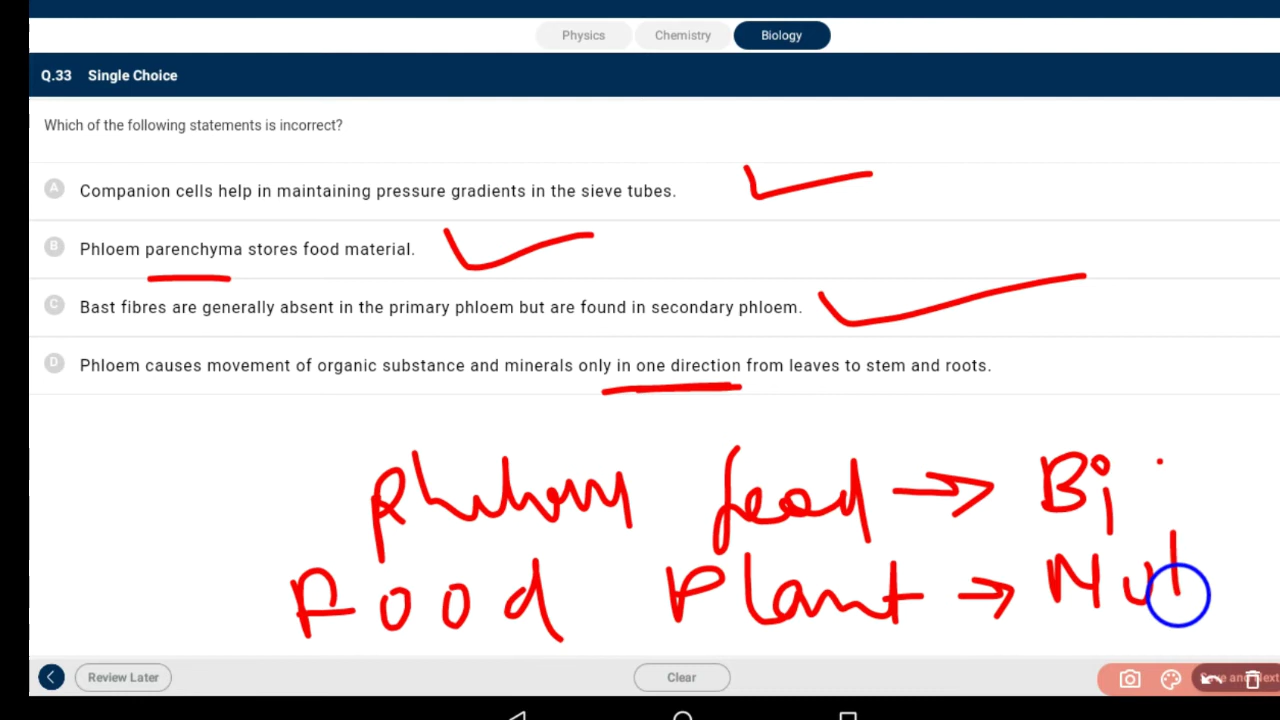 Physics Chemistry Biology
Q.33 Single Choice
Which of the following statements is incorrect?
A Companion cells help in maintaining pressure gradients in the sieve tubes.
B Phloem parenchyma stores food material.
C Bast fibres are generally absent in the primary phloem but are found in secondary phloem.
D Phloem causes movement of organic substance and minerals only in one direction from leaves to stem and roots.
food → Bi
Food Plant →
Review Later Clear Save and Next